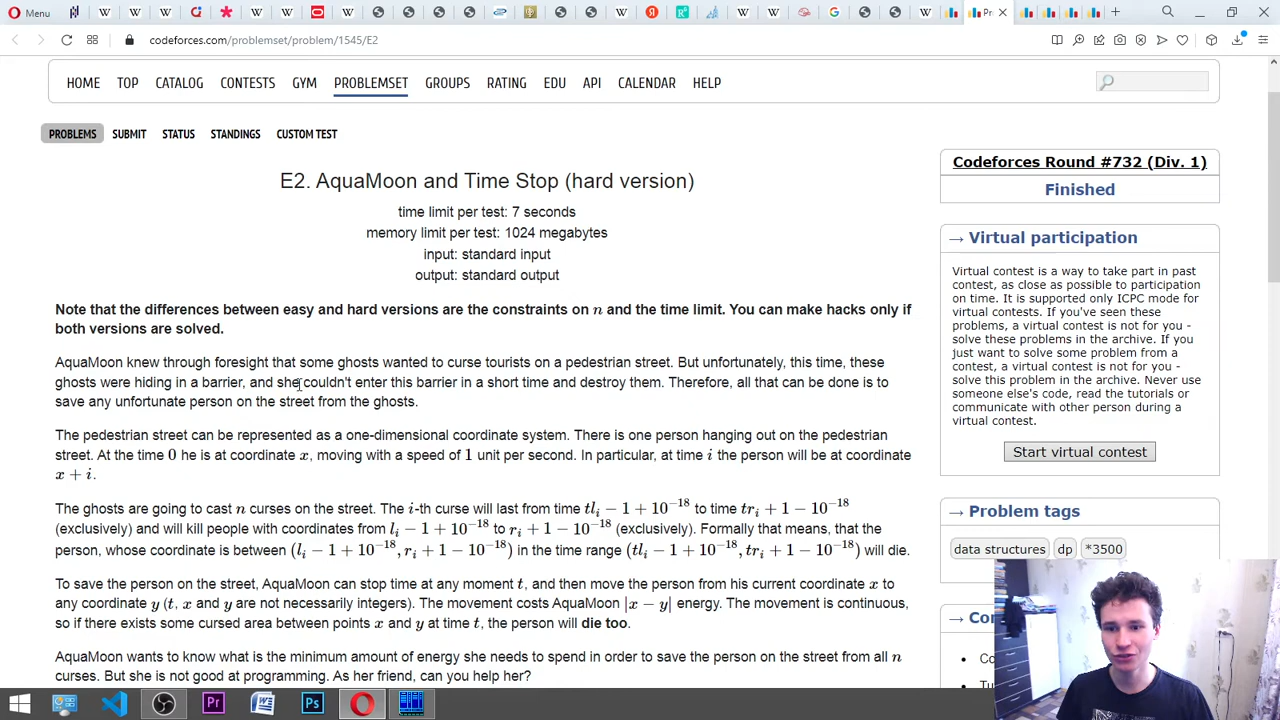 Menu
codeforces.com/problemset/problem/1545/E2
HOME TOP CATALOG CONTESTS GYM PROBLEMSET GROUPS RATING EDU API CALENDAR HELP
PROBLEMS SUBMIT STATUS STANDINGS CUSTOM TEST
E2. AquaMoon and Time Stop (hard version)
time limit per test: 7 seconds
memory limit per test: 1024 megabytes
input: standard input
output: standard output
Note that the differences between easy and hard versions are the constraints on n and the time limit. You can make hacks only if
both versions are solved.
AquaMoon knew through foresight that some ghosts wanted to curse tourists on a pedestrian street. But unfortunately, this time, these
ghosts were hiding in a barrier, and she couldn't enter this barrier in a short time and destroy them. Therefore, all that can be done is to
save any unfortunate person on the street from the ghosts.
The pedestrian street can be represented as a one-dimensional coordinate system. There is one person hanging out on the pedestrian
street. At the time 0 he is at coordinate x, moving with a speed of 1 unit per second. In particular, at time i the person will be at coordinate
x + i.
The ghosts are going to cast n curses on the street. The i-th curse will last from time tl_i − 1 + 10^−18 to time tr_i + 1 − 10^−18
(exclusively) and will kill people with coordinates from l_i − 1 + 10^−18 to r_i + 1 − 10^−18 (exclusively). Formally that means, that the
person, whose coordinate is between (l_i − 1 + 10^−18, r_i + 1 − 10^−18) in the time range (tl_i − 1 + 10^−18, tr_i + 1 − 10^−18) will die.
To save the person on the street, AquaMoon can stop time at any moment t, and then move the person from his current coordinate x to
any coordinate y (t, x and y are not necessarily integers). The movement costs AquaMoon |x − y| energy. The movement is continuous,
so if there exists some cursed area between points x and y at time t, the person will die too.
AquaMoon wants to know what is the minimum amount of energy she needs to spend in order to save the person on the street from all n
curses. But she is not good at programming. As her friend, can you help her?
Codeforces Round #732 (Div. 1)
Finished
→ Virtual participation
Virtual contest is a way to take part in past
contest, as close as possible to participation
on time. It is supported only ICPC mode for
virtual contests. If you've seen these
problems, a virtual contest is not for you -
solve these problems in the archive. If you
just want to solve some problem from a
contest, a virtual contest is not for you -
solve this problem in the archive. Never use
someone else's code, read the tutorials or
communicate with other person during a
virtual contest.
Start virtual contest
→ Problem tags
data structures dp *3500